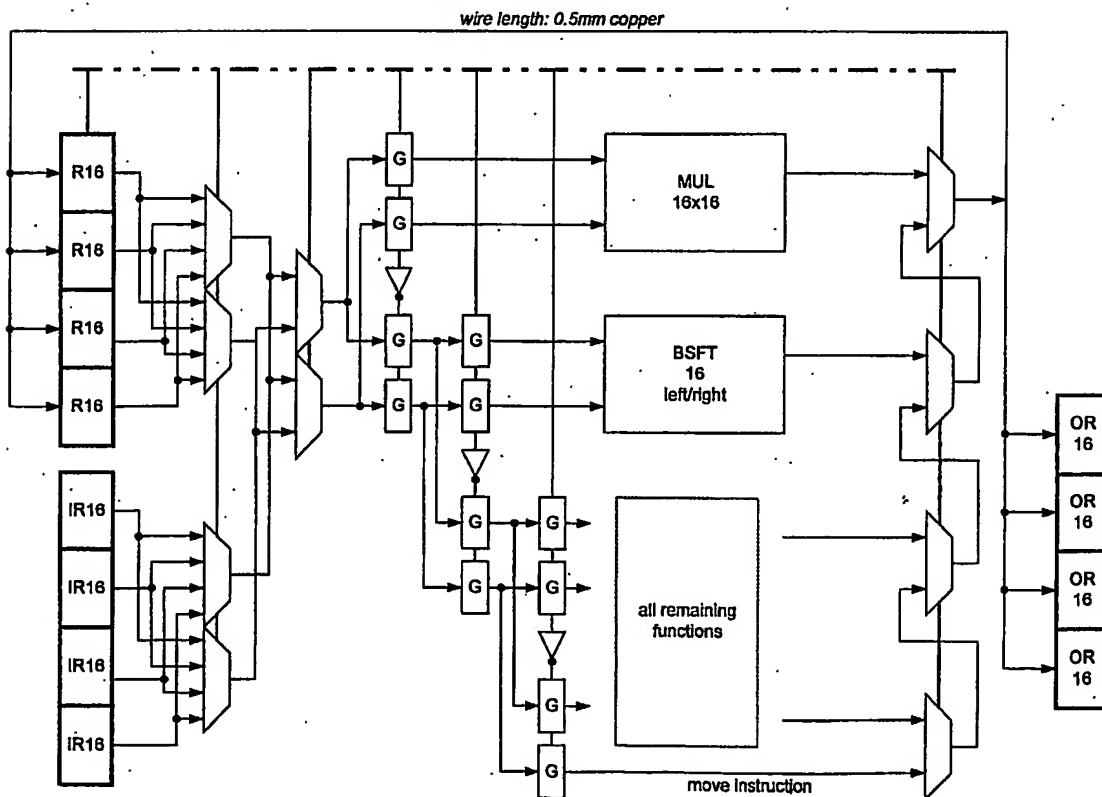 wire length: 0.5mm copper
R16
R16
R16
R16
IR16
IR16
IR16
IR16
G
G
G
G
G
G
G
G
G
G
G
G
MUL
16x16
BSFT
16
left/right
all remaining
functions
move instruction
OR
16
OR
16
OR
16
OR
16